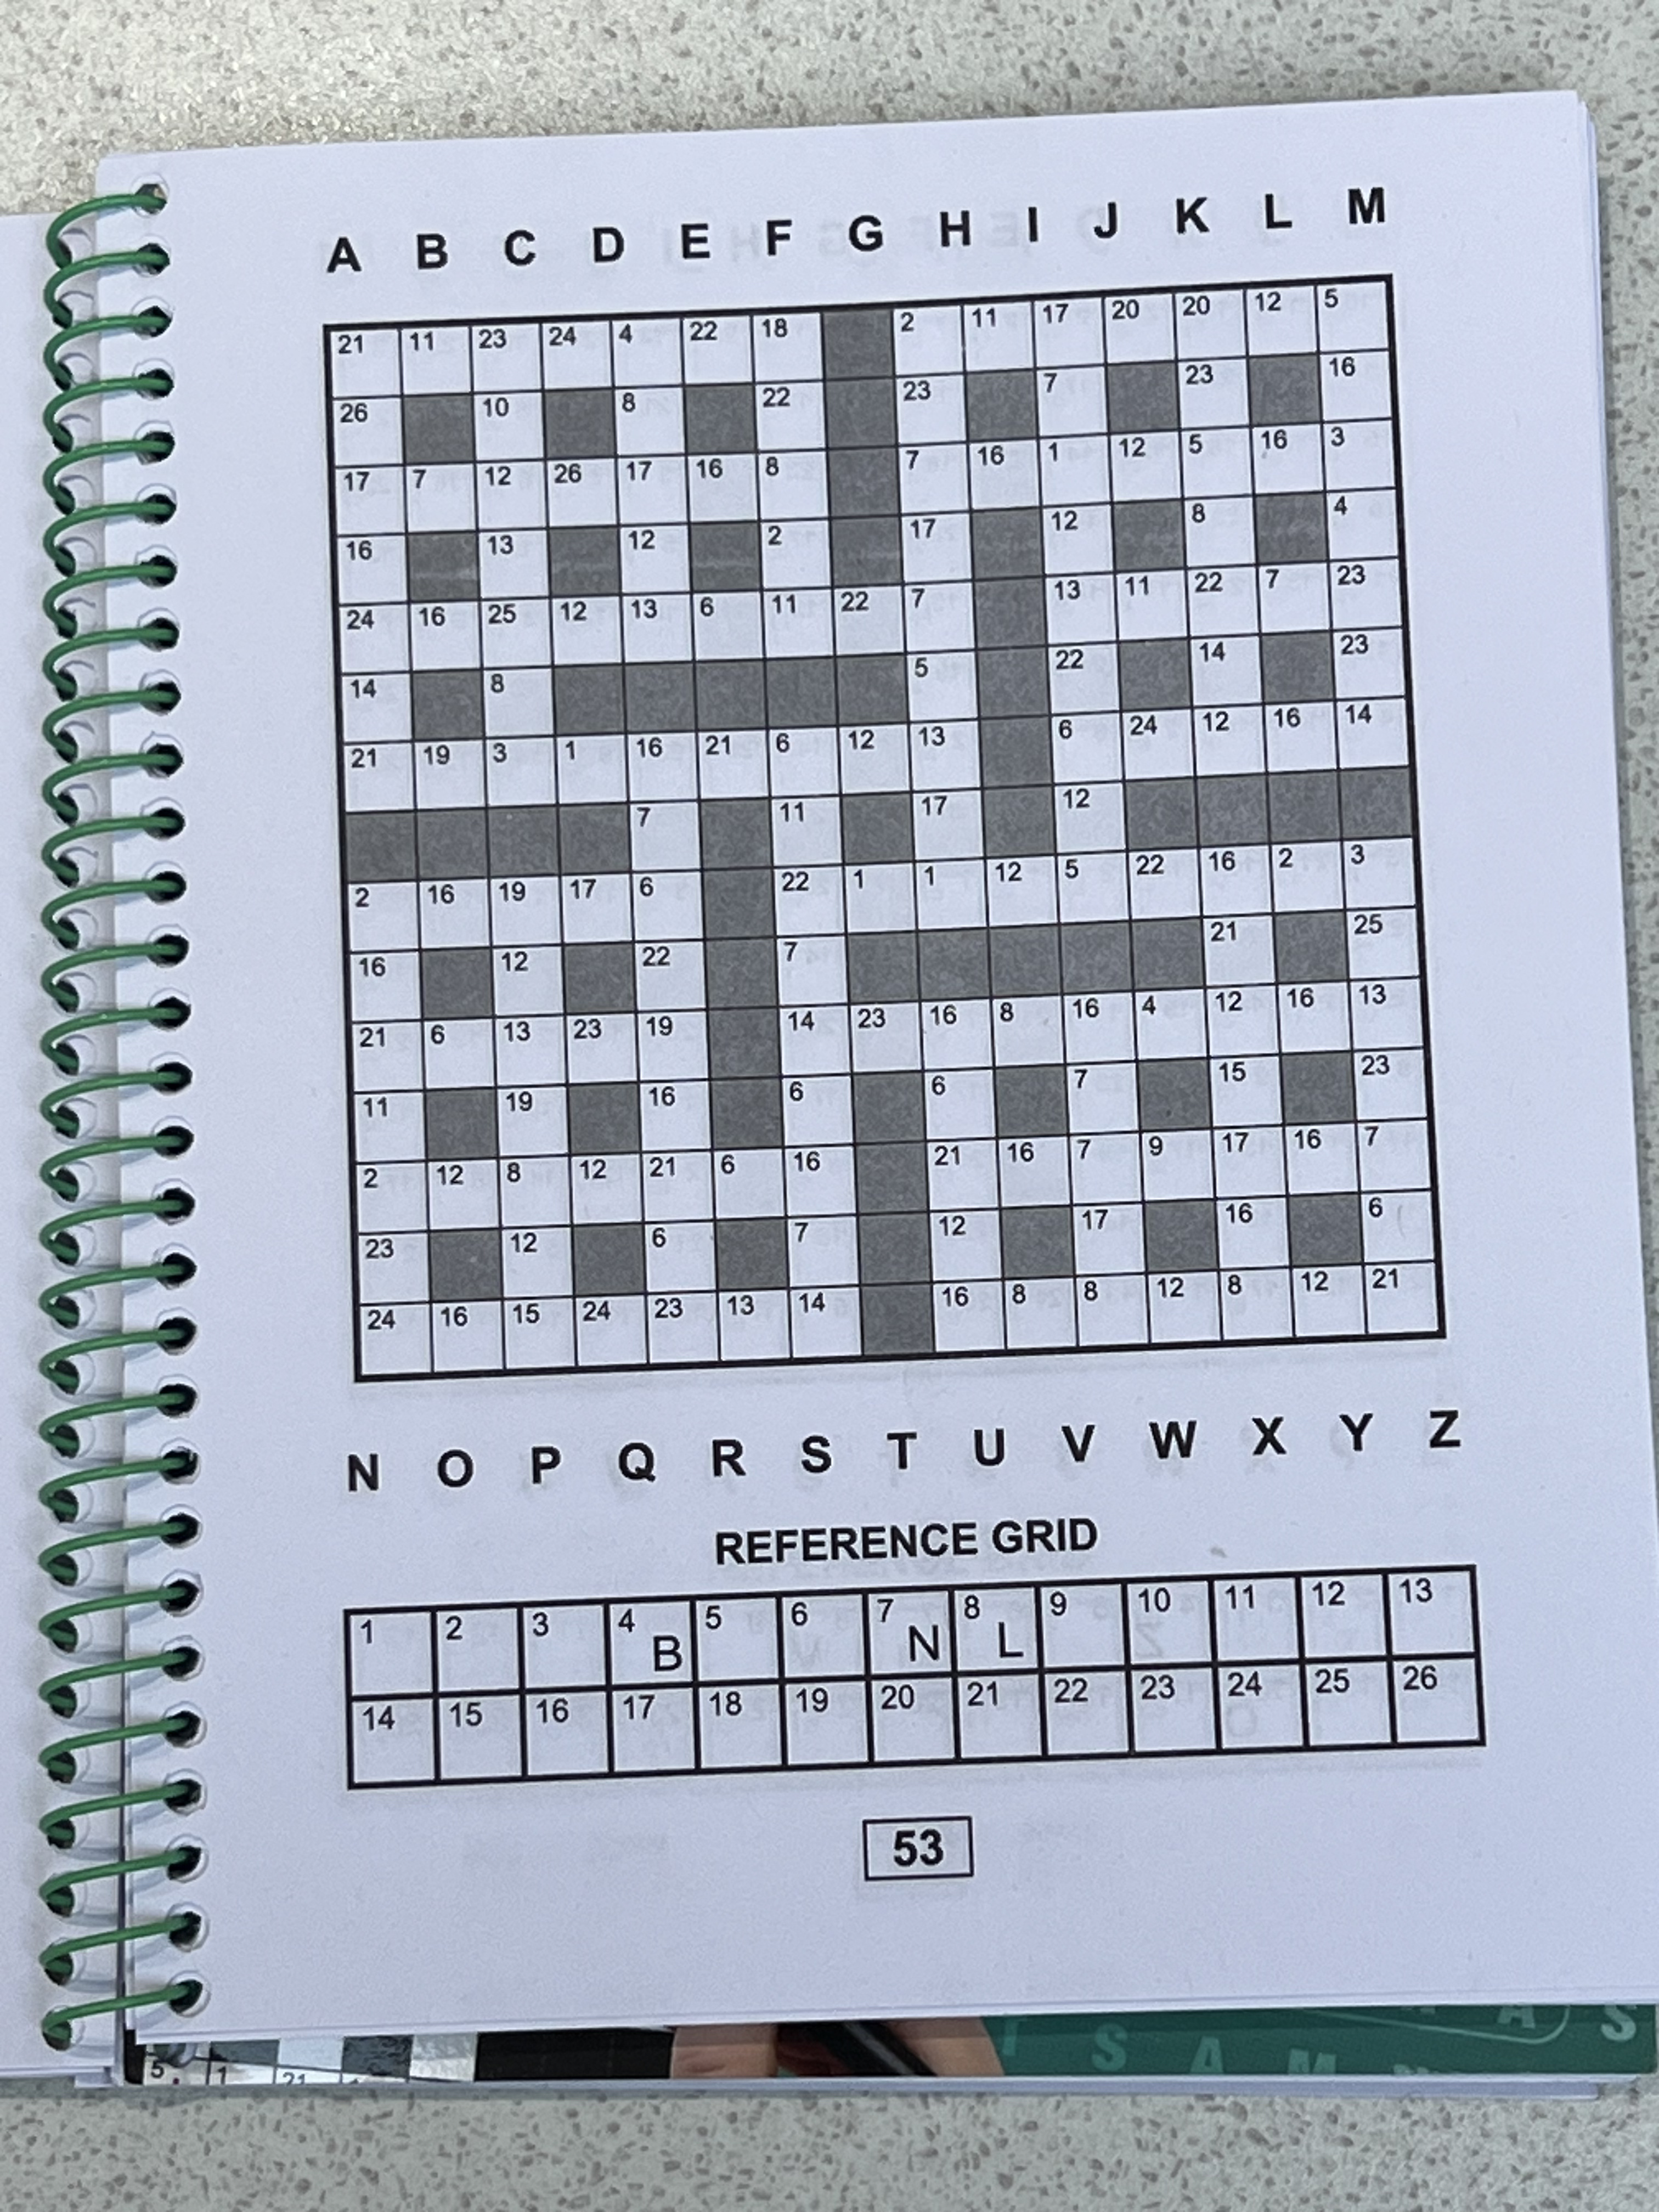 A B C D E F G H I J K L M
21 11 23 24 4 22 18 2 11 17 20 20 12 5
26 10 8 22 23 7 23 16
17 7 12 26 17 16 8 7 16 1 12 5 16 3
16 13 12 2 17 12 8 4
24 16 25 12 13 6 11 22 7 13 11 22 7 23
14 8 5 22 14 23
21 19 3 1 16 21 6 12 13 6 24 12 16 14
7 11 17 12
2 16 19 17 6 22 1 1 12 5 22 16 2 3
16 12 22 7 21 25
21 6 13 23 19 14 23 16 8 16 4 12 16 13
11 19 16 6 6 7 15 23
2 12 8 12 21 6 16 21 16 7 9 17 16 7
23 12 6 7 12 17 16 6
24 16 15 24 23 13 14 16 8 8 12 8 12 21
N O P Q R S T U V W X Y Z
REFERENCE GRID
1 2 3 4 B 5 6 7 N 8 L 9 10 11 12 13
14 15 16 17 18 19 20 21 22 23 24 25 26
53